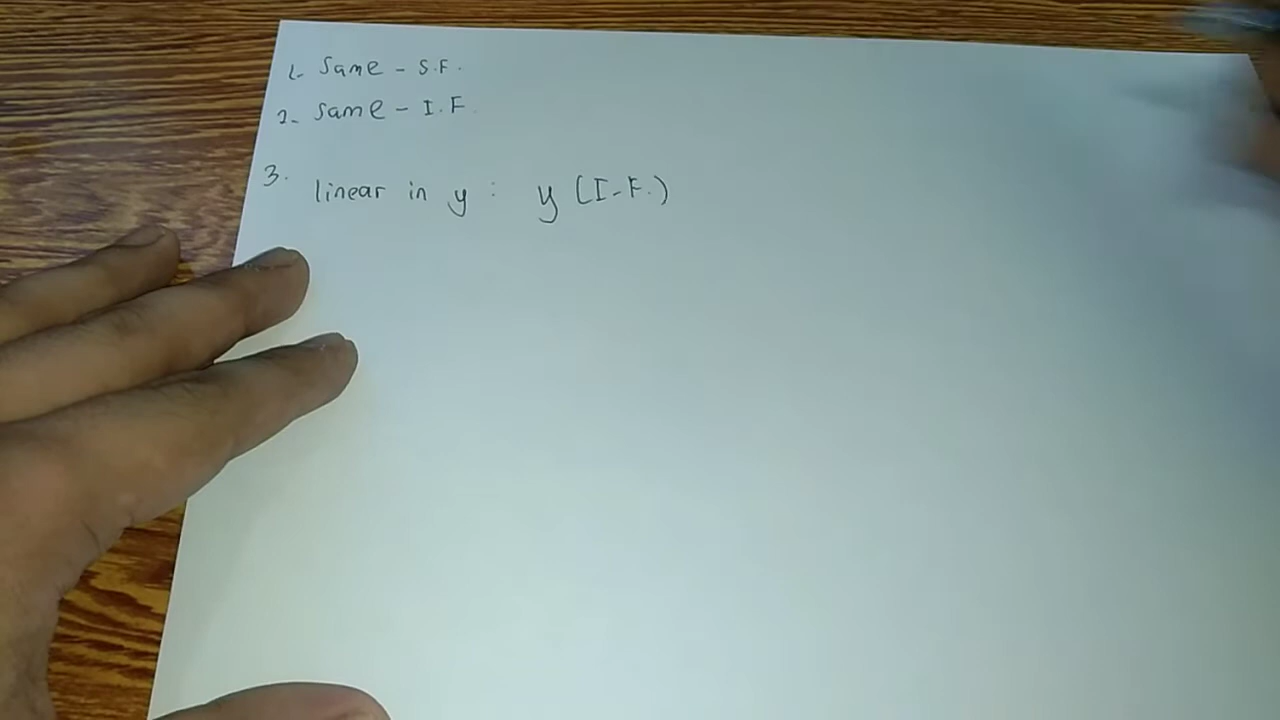 1- Same - S.F.
2- Same - I.F.
3. linear in y : y (I-F.)